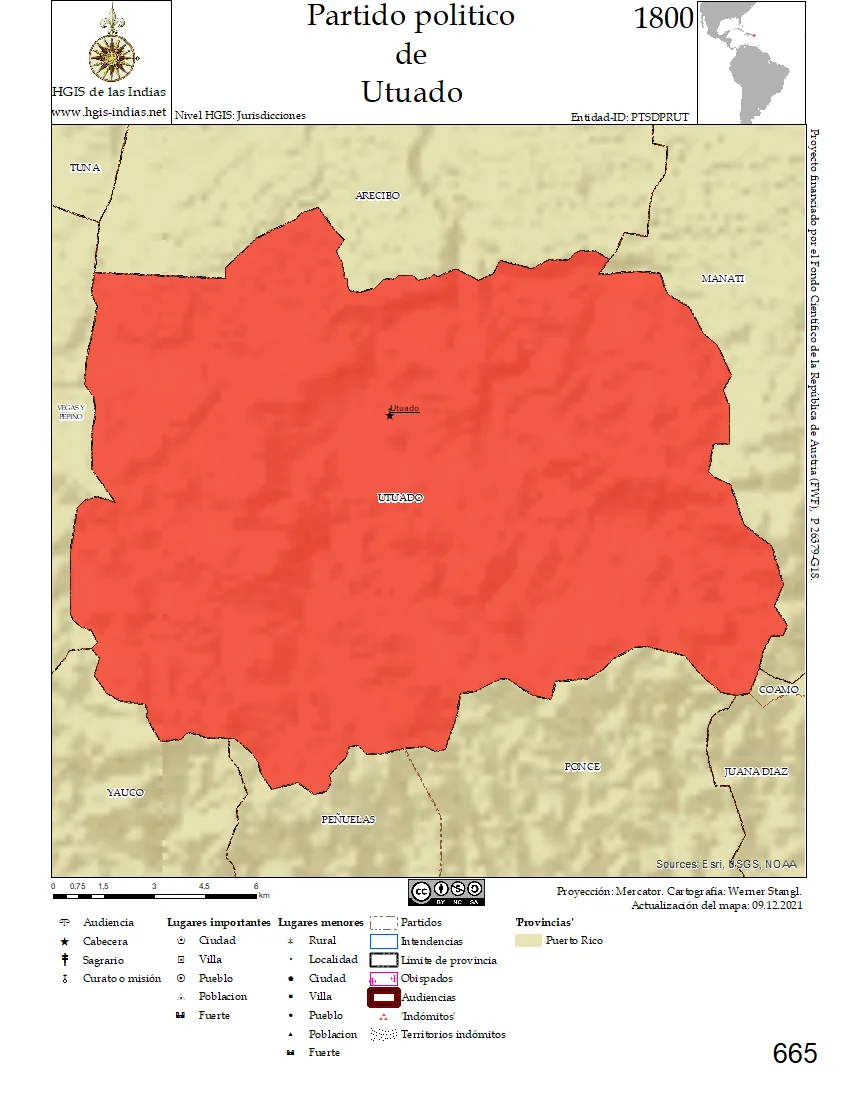 Partido politico
de
Utuado
1800
HGIS de las Indias
www.hgis-indias.net
Nivel HGIS: Jurisdicciones
Entidad-ID: PTSDPRUT
Proyecto financiado por el Fondo Científico de la República de Austria (FWF), P 26379-G18.
TUNA
ARECIBO
MANATI
VEGAS Y
PEPINO
Utuado
UTUADO
COAMO
PONCE
JUANA DIAZ
YAUCO
PEÑUELAS
Sources: Esri, USGS, NOAA
0 0,75 1,5 3 4,5 6
km
CC BY NC SA
Proyección: Mercator. Cartografía: Werner Stangl.
Actualización del mapa: 09.12.2021
Audiencia
Cabecera
Sagrario
Curato o misión
Lugares importantes
Ciudad
Villa
Pueblo
Poblacion
Fuerte
Lugares menores
Rural
Localidad
Ciudad
Villa
Pueblo
Poblacion
Fuerte
Partidos
Intendencias
Límite de provincia
Obispados
Audiencias
'Indómitos'
Territorios indómitos
'Provincias'
Puerto Rico
665